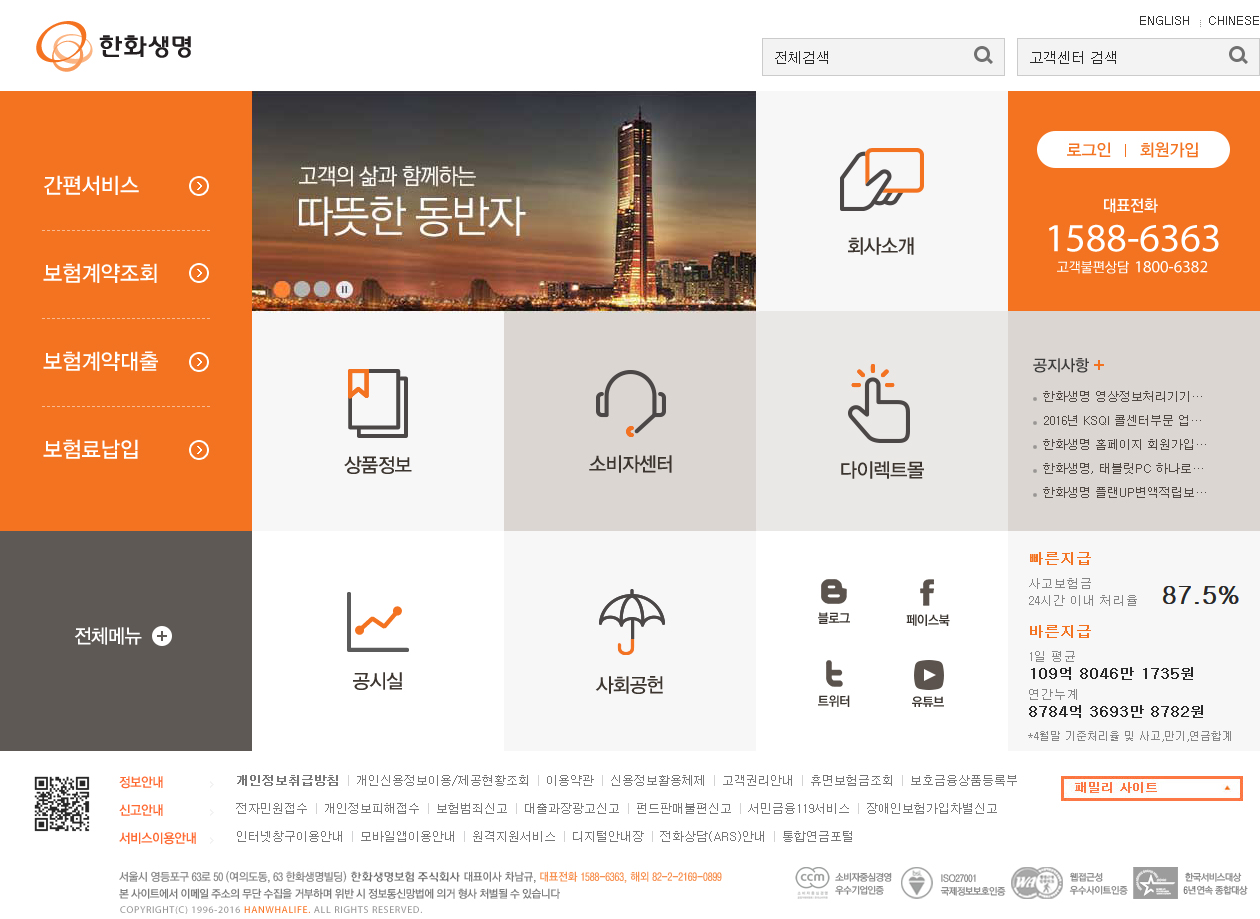 ENGLISH CHINESE
한화생명
전체검색
고객센터 검색
간편서비스
보험계약조회
보험계약대출
보험료납입
고객의 삶과 함께하는
따뜻한 동반자
회사소개
로그인 | 회원가입
대표전화
1588-6363
고객불편상담 1800-6382
상품정보
소비자센터
다이렉트몰
공지사항 +
한화생명 영상정보처리기기…
2016년 KSQI 콜센터부문 업…
한화생명 홈페이지 회원가입…
한화생명, 태블릿PC 하나로…
한화생명 플랜UP변액적립보…
전체메뉴
공시실
사회공헌
블로그
페이스북
트위터
유튜브
빠른지급
사고보험금
24시간 이내 처리율
87.5%
바른지급
1일 평균
109억 8046만 1735원
연간누계
8784억 3693만 8782원
*4월말 기준처리율 및 사고,만기,연금합계
정보안내
개인정보취급방침 | 개인신용정보이용/제공현황조회 | 이용약관 | 신용정보활용체제 | 고객권리안내 | 휴면보험금조회 | 보호금융상품등록부
신고안내
전자민원접수 | 개인정보피해접수 | 보험범죄신고 | 대출과장광고신고 | 펀드판매불편신고 | 서민금융119서비스 | 장애인보험가입차별신고
서비스이용안내
인터넷창구이용안내 | 모바일앱이용안내 | 원격지원서비스 | 디지털안내장 | 전화상담(ARS)안내 | 통합연금포털
패밀리 사이트
서울시 영등포구 63로 50 (여의도동, 63 한화생명빌딩) 한화생명보험 주식회사 대표이사 차남규, 대표전화 1588-6363, 해외 82-2-2169-0899
본 사이트에서 이메일 주소의 무단 수집을 거부하며 위반 시 정보통신망법에 의거 형사 처벌될 수 있습니다
COPYRIGHT(C) 1996-2016 HANWHALIFE. ALL RIGHTS RESERVED.
ccm
소비자중심경영
우수기업인증
ISO27001
국제정보보호인증
WA
웹접근성
우수사이트인증
한국서비스대상
6년연속 종합대상